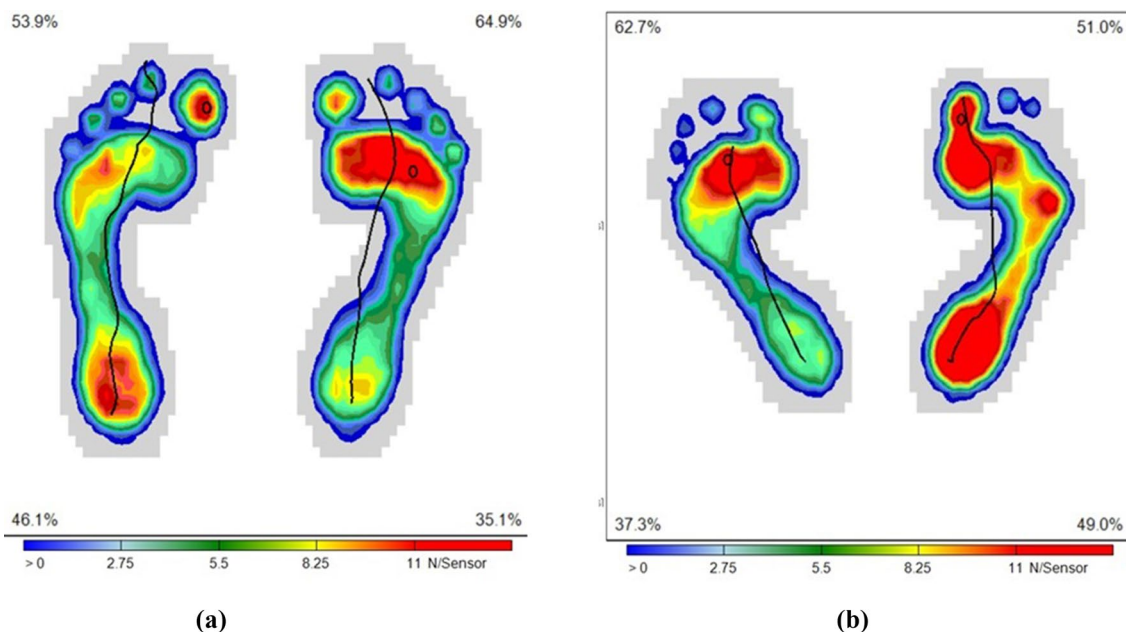 53.9% 64.9%
46.1% 35.1%
> 0 2.75 5.5 8.25 11 N/Sensor
(a)
62.7% 51.0%
37.3% 49.0%
> 0 2.75 5.5 8.25 11 N/Sensor
(b)